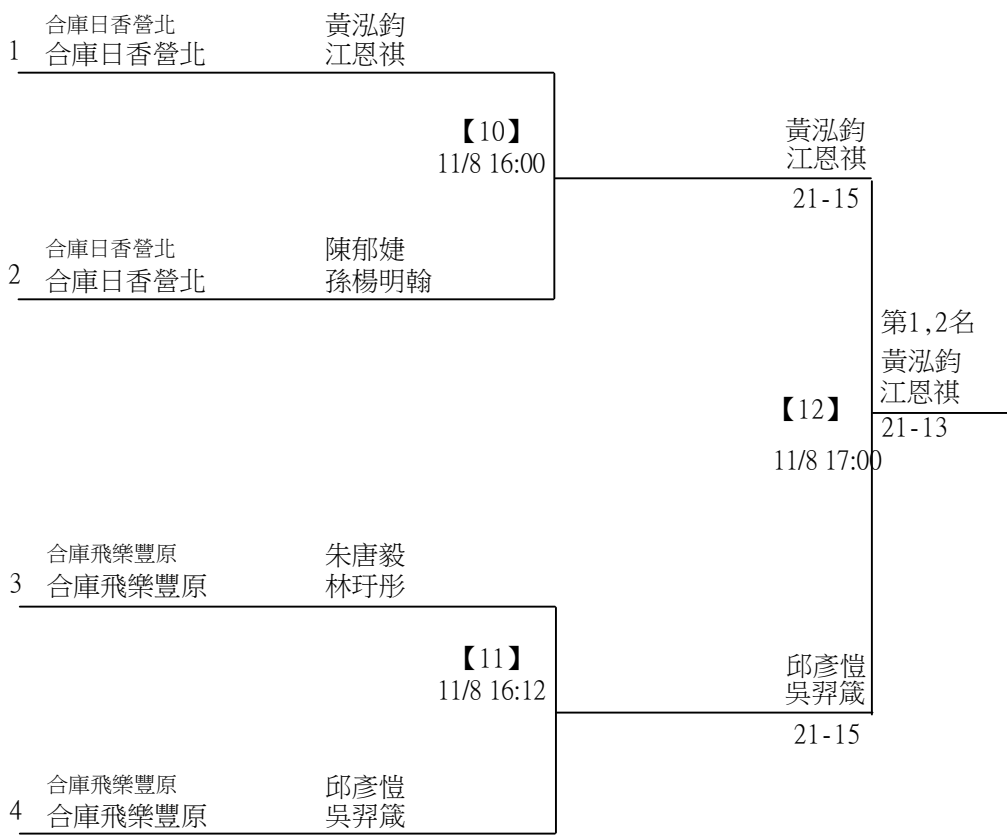 合庫日香營北 黃泓鈞
1 合庫日香營北 江恩祺
【10】
11/8 16:00
黃泓鈞
江恩祺
21-15
合庫日香營北 陳郁婕
2 合庫日香營北 孫楊明翰
第1,2名
黃泓鈞
江恩祺
【12】
21-13
11/8 17:00
合庫飛樂豐原 朱唐毅
3 合庫飛樂豐原 林玗彤
【11】
11/8 16:12
邱彥愷
吳羿箴
21-15
合庫飛樂豐原 邱彥愷
4 合庫飛樂豐原 吳羿箴